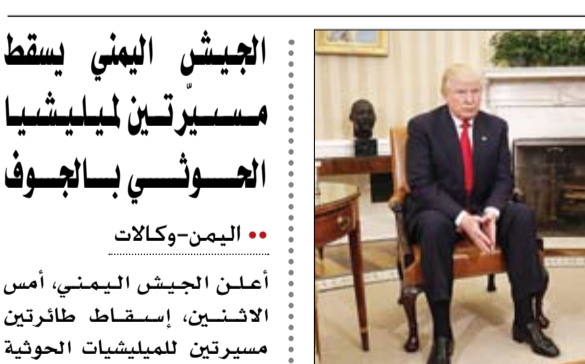 الجيش اليمني يسقط
مسيّرتين لميليشيا
الحوثي بالجوف
•• اليمن-وكالات
أعلن الجيش اليمني، أمس
الاثنين، إسقاط طائرتين
مسيرتين للميليشيات الحوثية